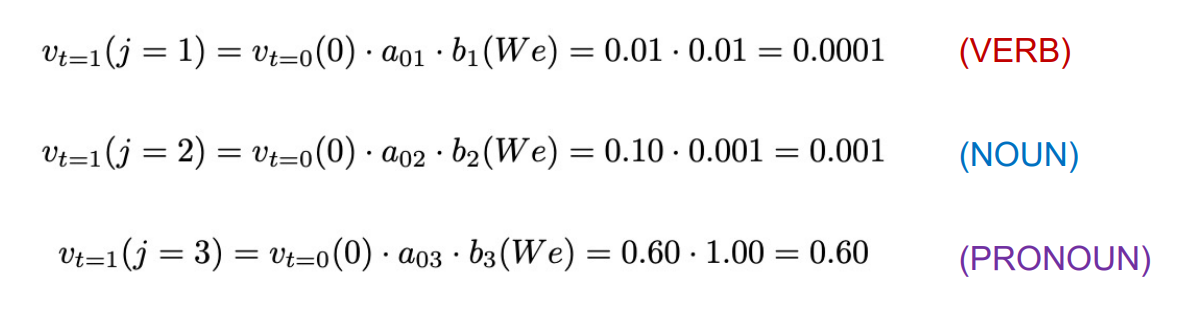 v_{t=1}(j = 1) = v_{t=0}(0) · a_{01} · b_1(We) = 0.01 · 0.01 = 0.0001 (VERB)
v_{t=1}(j = 2) = v_{t=0}(0) · a_{02} · b_2(We) = 0.10 · 0.001 = 0.001 (NOUN)
v_{t=1}(j = 3) = v_{t=0}(0) · a_{03} · b_3(We) = 0.60 · 1.00 = 0.60 (PRONOUN)